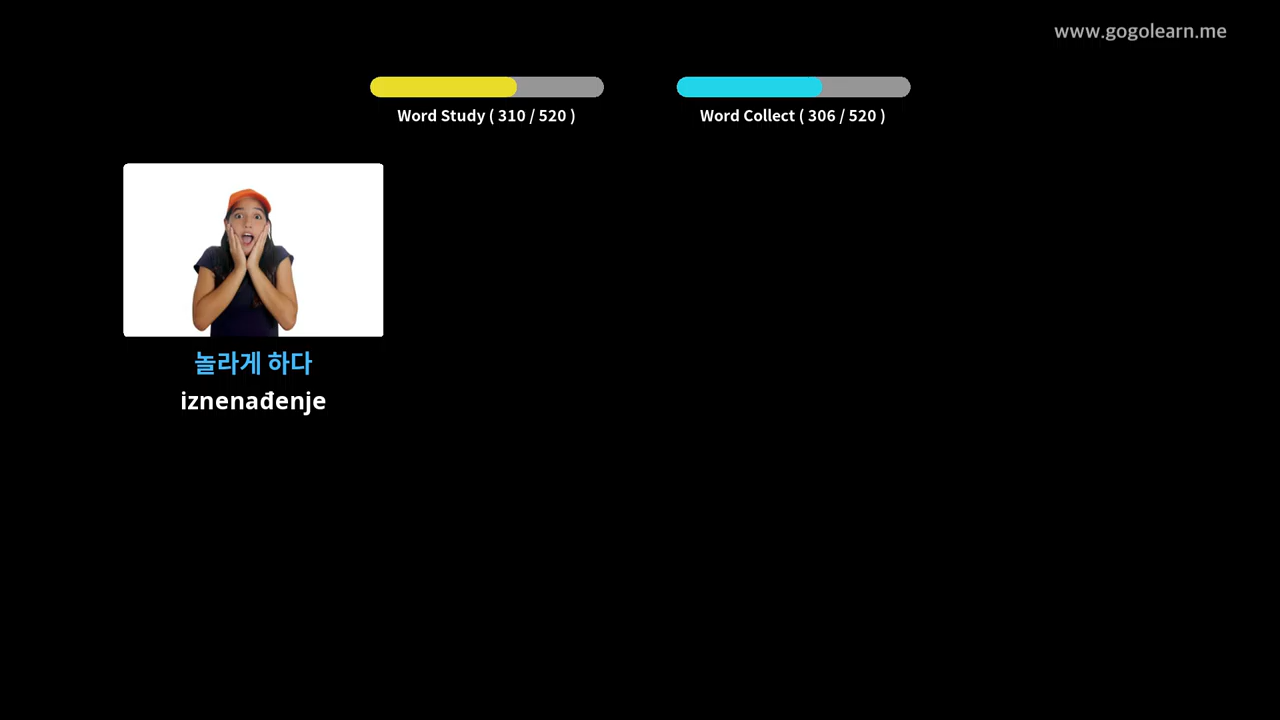 www.gogolearn.me
Word Study ( 310 / 520 )
Word Collect ( 306 / 520 )
놀라게 하다
iznenađenje